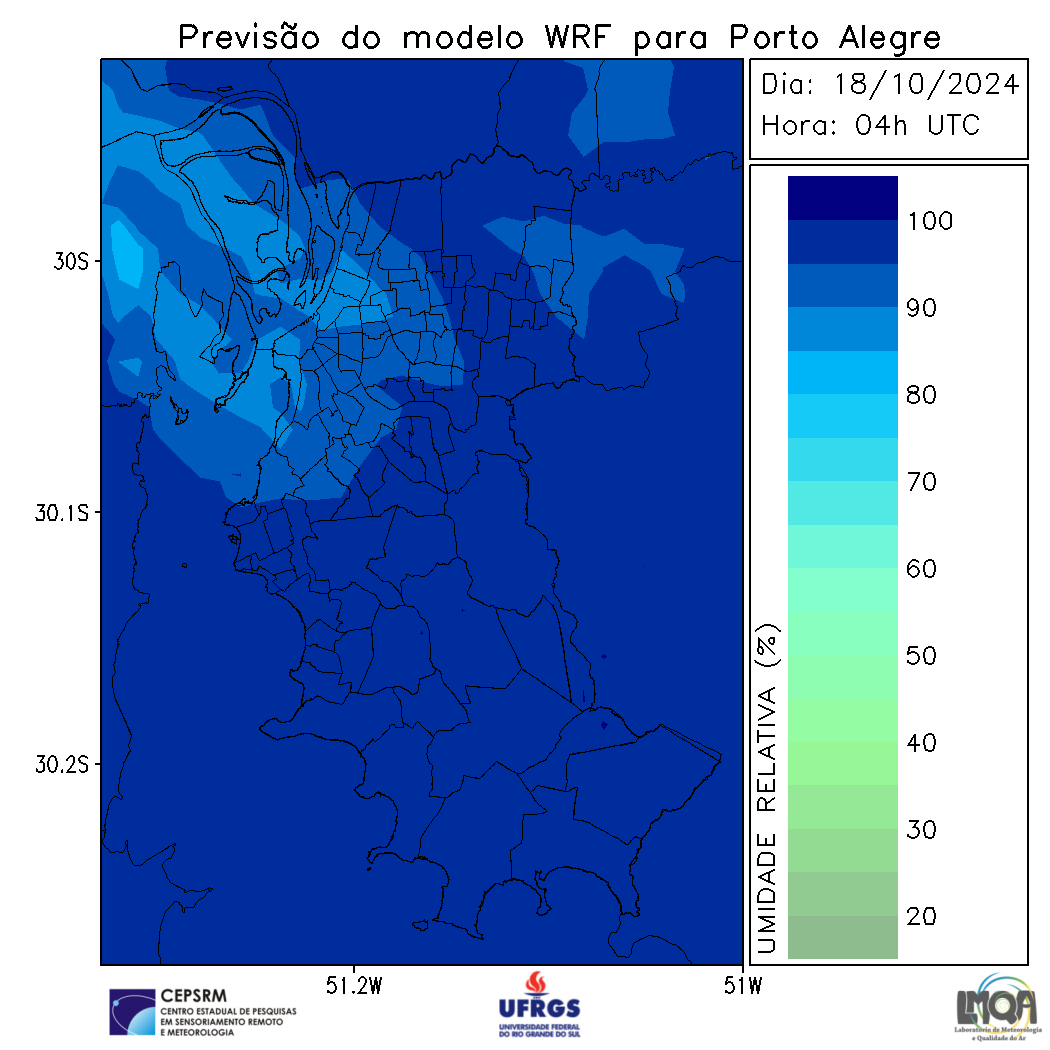 Previsão do modelo WRF para Porto Alegre
Dia: 18/10/2024
Hora: 04h UTC
30S
30.1S
30.2S
51.2W
51W
100
90
80
70
60
50
40
30
20
UMIDADE RELATIVA (%)
CEPSRM
CENTRO ESTADUAL DE PESQUISAS
EM SENSORIAMENTO REMOTO
E METEOROLOGIA
UFRGS
UNIVERSIDADE FEDERAL
DO RIO GRANDE DO SUL
LMQA
Laboratório de Meteorologia
e Qualidade do Ar